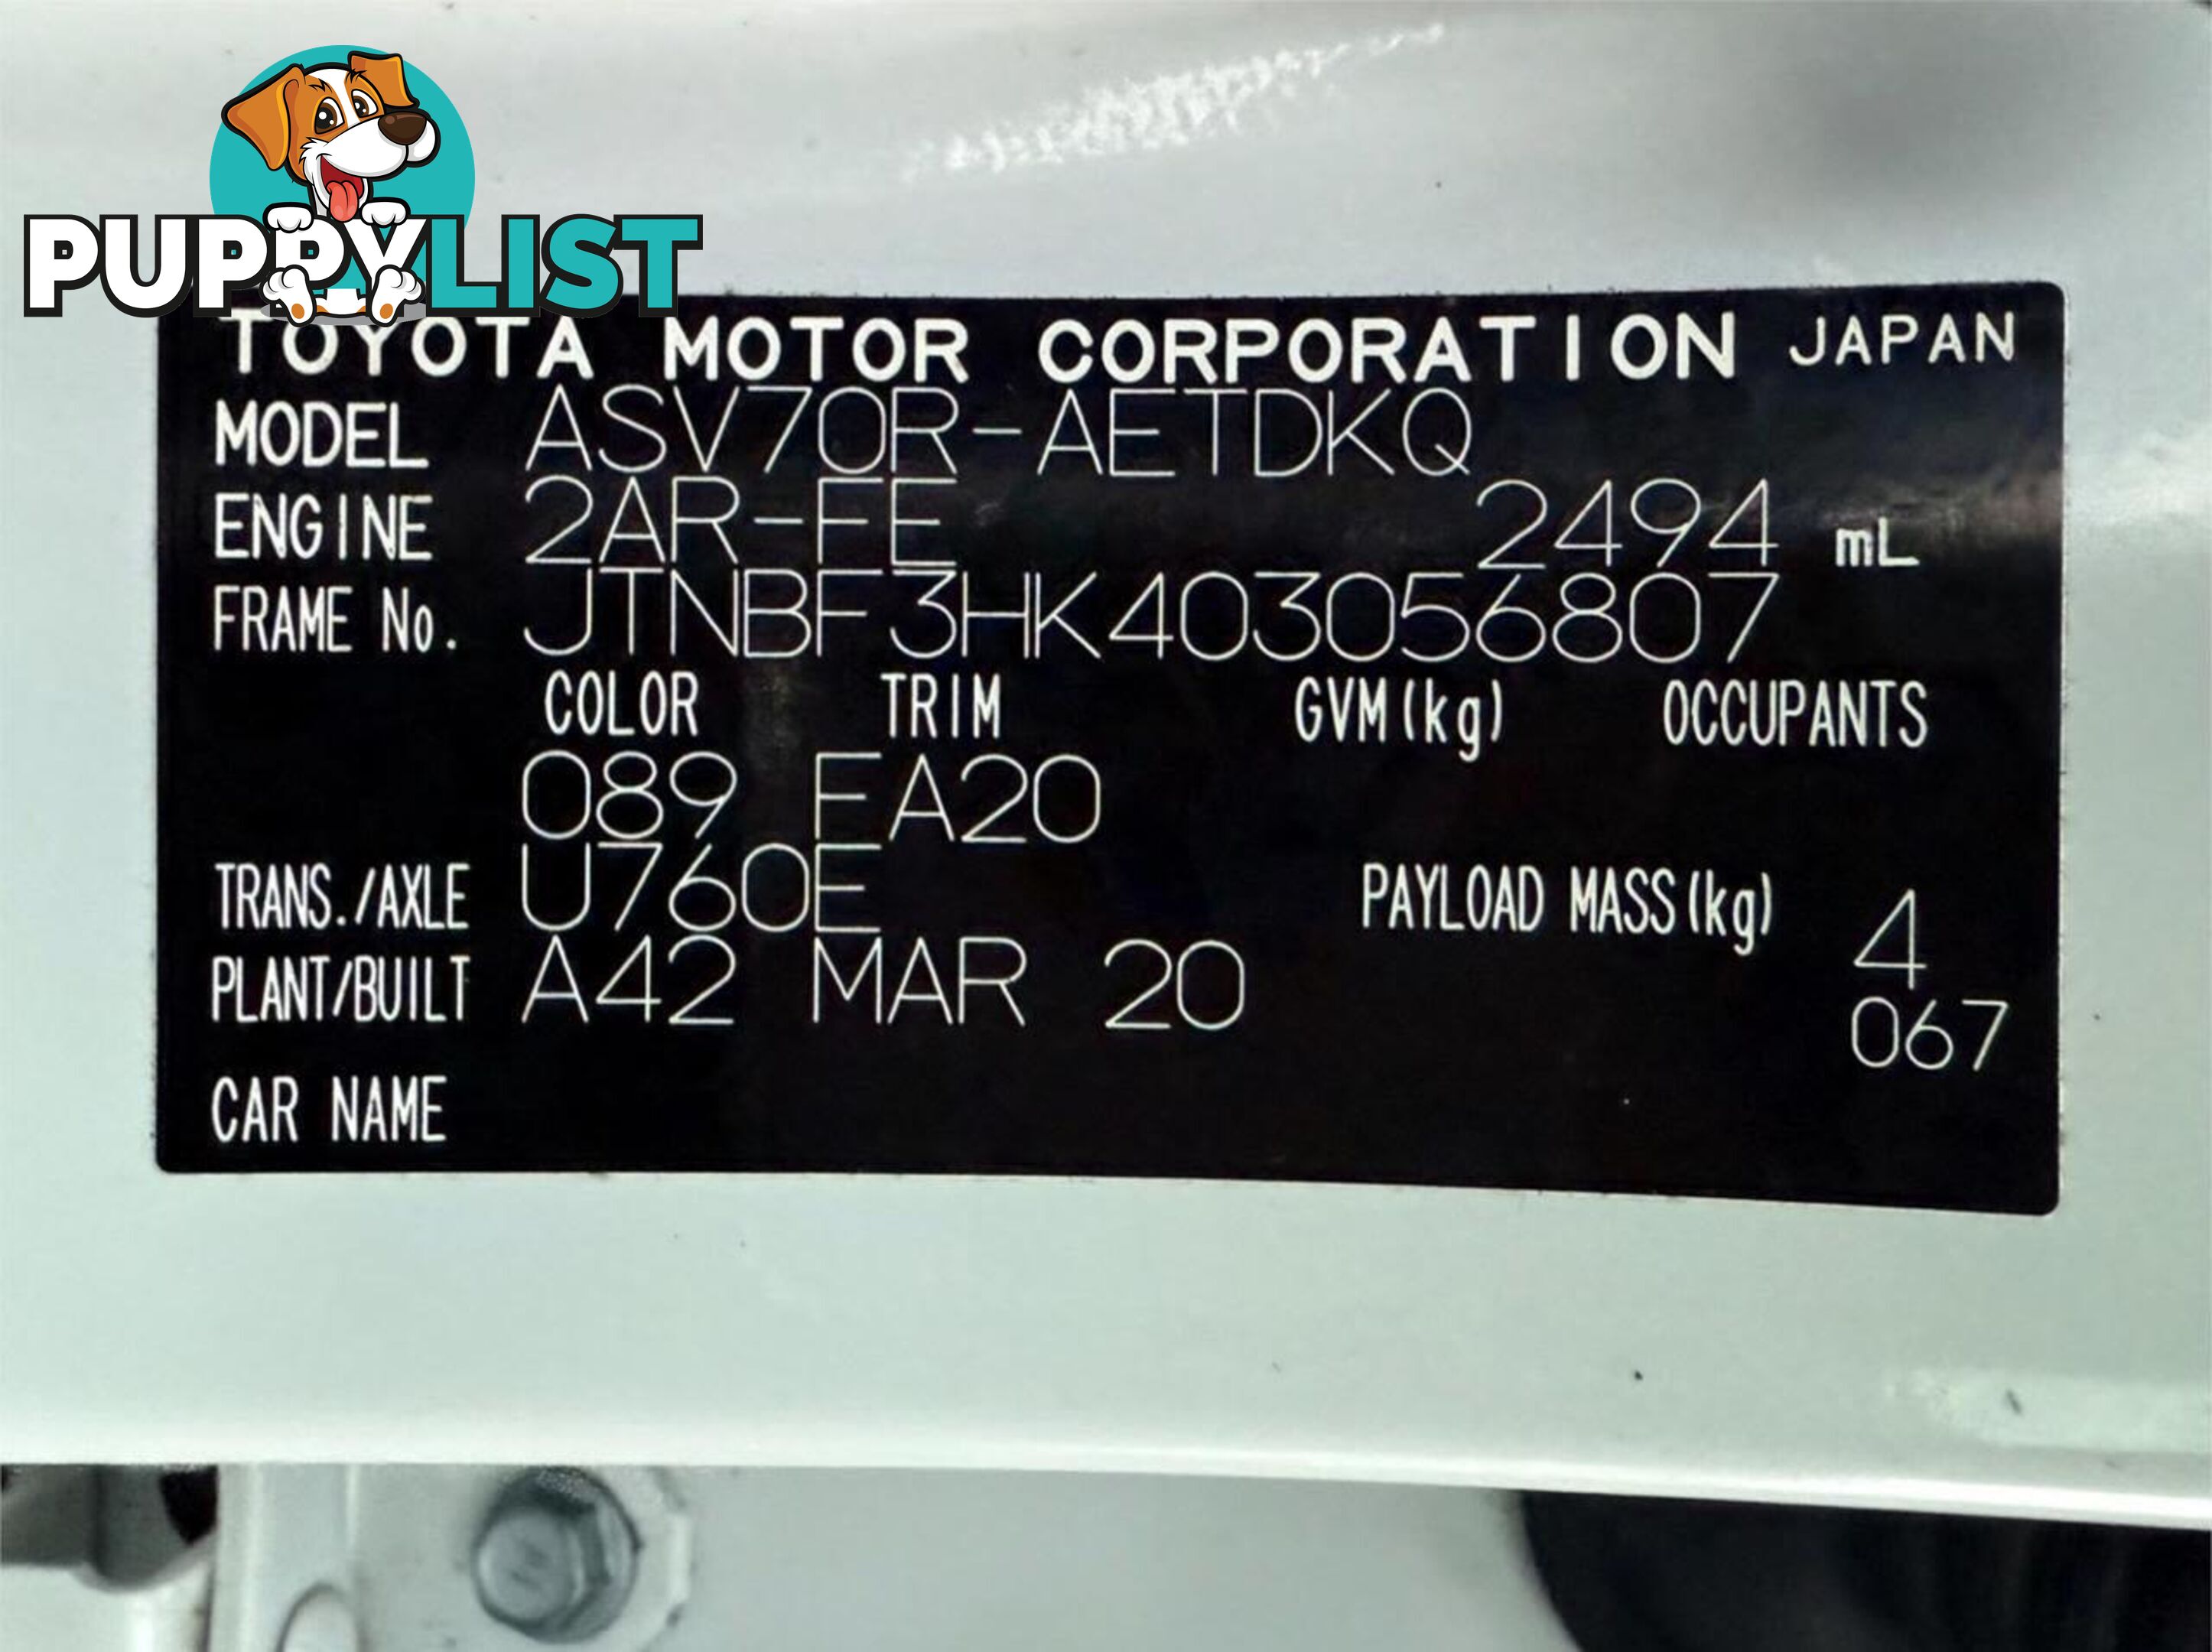 PUPPYLIST
TOYOTA MOTOR CORPORATION JAPAN
MODEL ASV70R-AETDKQ
ENGINE 2AR-FE 2494 mL
FRAME No. JTNBF3HK403056807
COLOR TRIM GVM(kg) OCCUPANTS
089 FA20
TRANS./AXLE U760E PAYLOAD MASS(kg) 4
PLANT/BUILT A42 MAR 20 067
CAR NAME